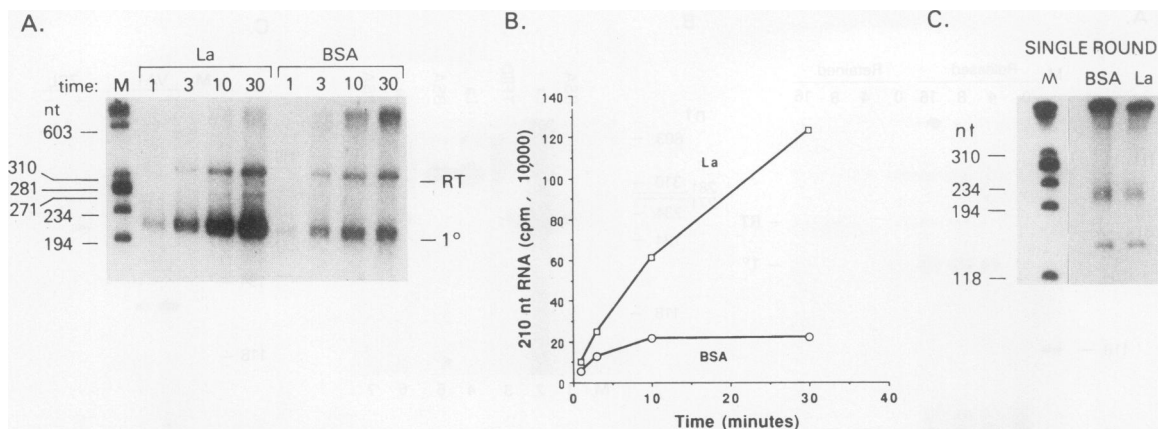 A.
La BSA
time: M 1 3 10 30 1 3 10 30
nt
603
310
281
271
234
194
RT
1°
B.
210 nt RNA (cpm, 10,000)
140
120
100
80
60
40
20
0
0 10 20 30 40
Time (minutes)
La
BSA
C.
SINGLE ROUND
M BSA La
nt
310
234
194
118